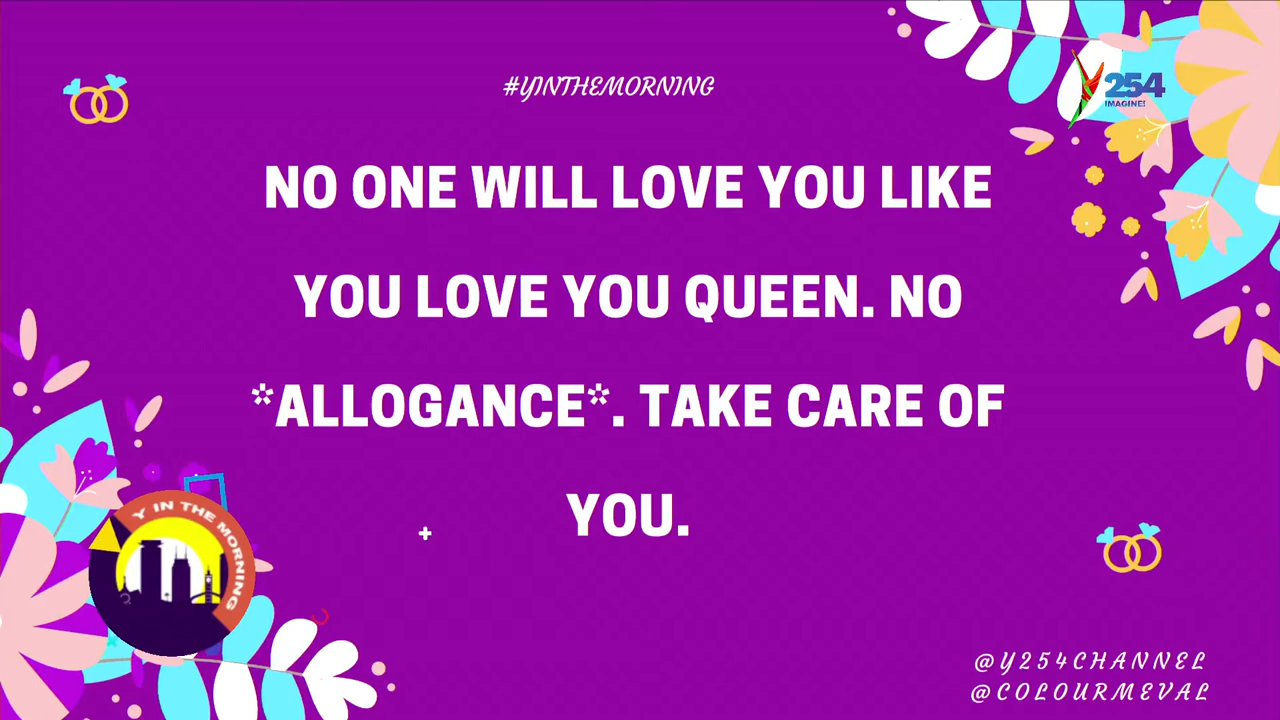 #YINTHEMORNING
254
IMAGINE!
NO ONE WILL LOVE YOU LIKE
YOU LOVE YOU QUEEN. NO
*ALLOGANCE*. TAKE CARE OF
YOU.
Y IN THE MORNING
@Y254CHANNEL
@COLOURMEVAL